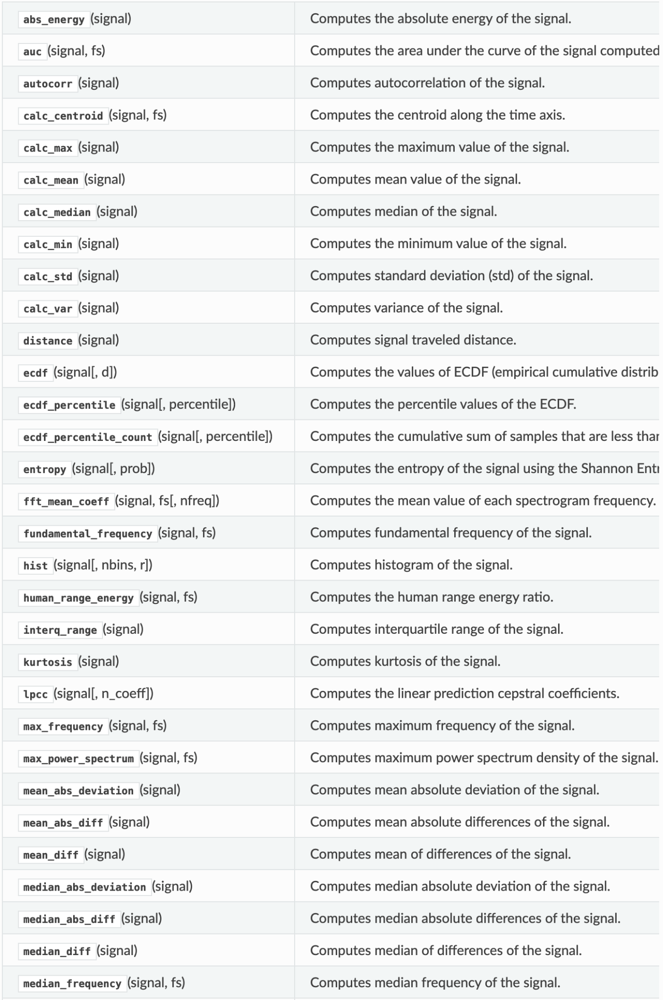 abs_energy(signal) Computes the absolute energy of the signal.
auc(signal, fs) Computes the area under the curve of the signal computed
autocorr(signal) Computes autocorrelation of the signal.
calc_centroid(signal, fs) Computes the centroid along the time axis.
calc_max(signal) Computes the maximum value of the signal.
calc_mean(signal) Computes mean value of the signal.
calc_median(signal) Computes median of the signal.
calc_min(signal) Computes the minimum value of the signal.
calc_std(signal) Computes standard deviation (std) of the signal.
calc_var(signal) Computes variance of the signal.
distance(signal) Computes signal traveled distance.
ecdf(signal[, d]) Computes the values of ECDF (empirical cumulative distrib
ecdf_percentile(signal[, percentile]) Computes the percentile values of the ECDF.
ecdf_percentile_count(signal[, percentile]) Computes the cumulative sum of samples that are less than
entropy(signal[, prob]) Computes the entropy of the signal using the Shannon Entr
fft_mean_coeff(signal, fs[, nfreq]) Computes the mean value of each spectrogram frequency.
fundamental_frequency(signal, fs) Computes fundamental frequency of the signal.
hist(signal[, nbins, r]) Computes histogram of the signal.
human_range_energy(signal, fs) Computes the human range energy ratio.
interq_range(signal) Computes interquartile range of the signal.
kurtosis(signal) Computes kurtosis of the signal.
lpcc(signal[, n_coeff]) Computes the linear prediction cepstral coefficients.
max_frequency(signal, fs) Computes maximum frequency of the signal.
max_power_spectrum(signal, fs) Computes maximum power spectrum density of the signal.
mean_abs_deviation(signal) Computes mean absolute deviation of the signal.
mean_abs_diff(signal) Computes mean absolute differences of the signal.
mean_diff(signal) Computes mean of differences of the signal.
median_abs_deviation(signal) Computes median absolute deviation of the signal.
median_abs_diff(signal) Computes median absolute differences of the signal.
median_diff(signal) Computes median of differences of the signal.
median_frequency(signal, fs) Computes median frequency of the signal.